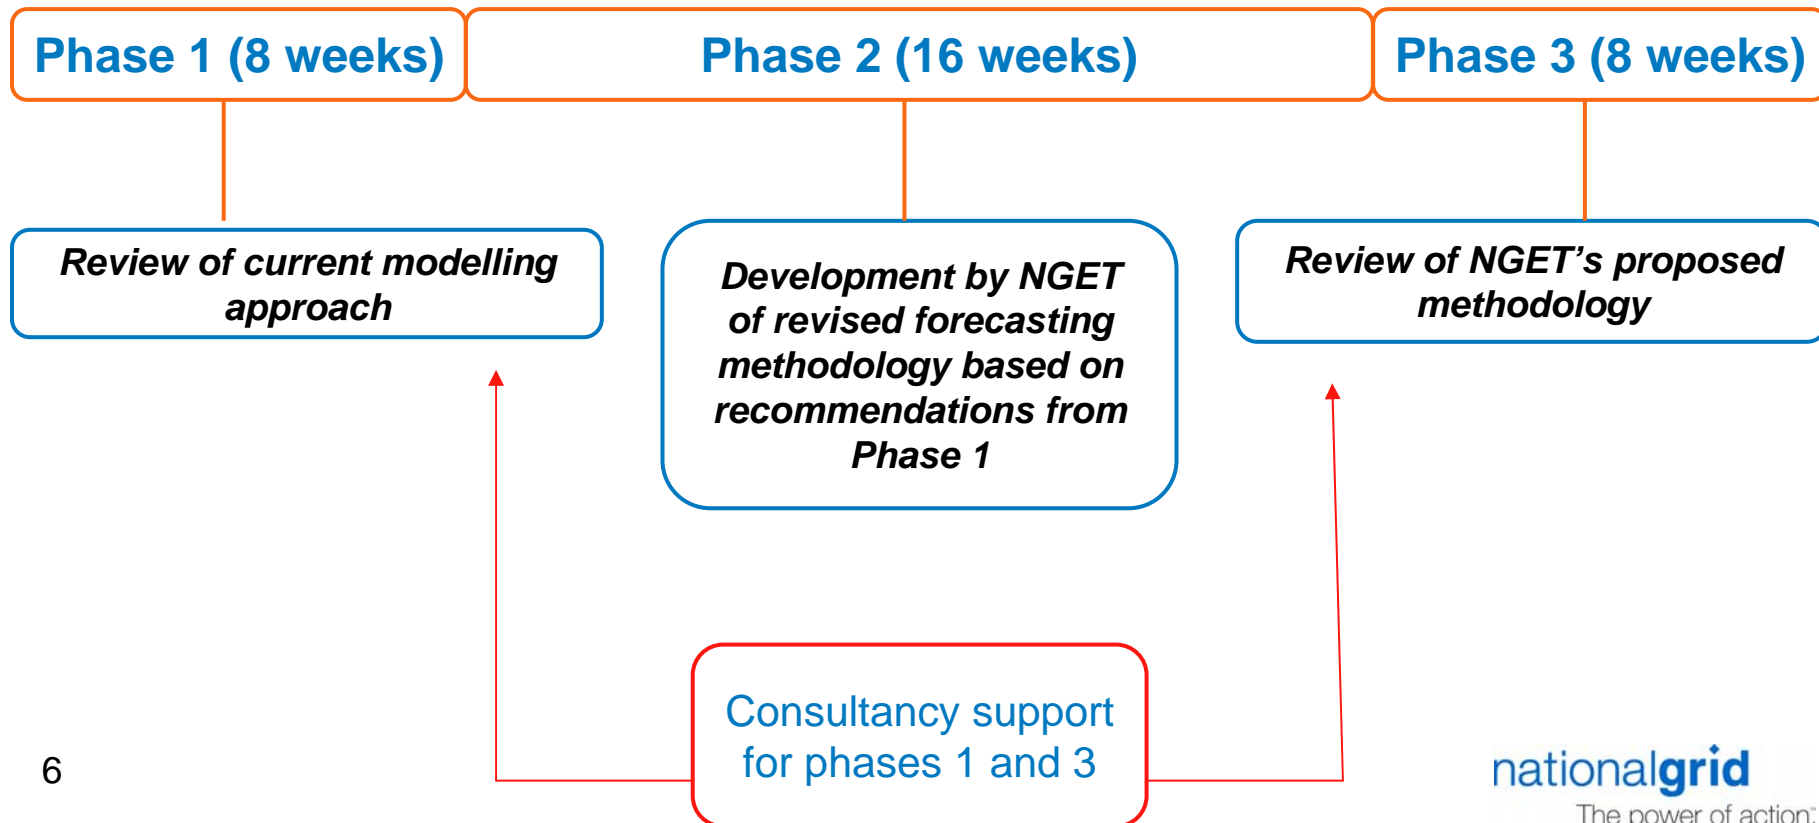 Phase 1 (8 weeks)
Phase 2 (16 weeks)
Phase 3 (8 weeks)
Review of current modelling
approach
Development by NGET
of revised forecasting
methodology based on
recommendations from
Phase 1
Review of NGET's proposed
methodology
Consultancy support
for phases 1 and 3
6
nationalgrid
The power of action.